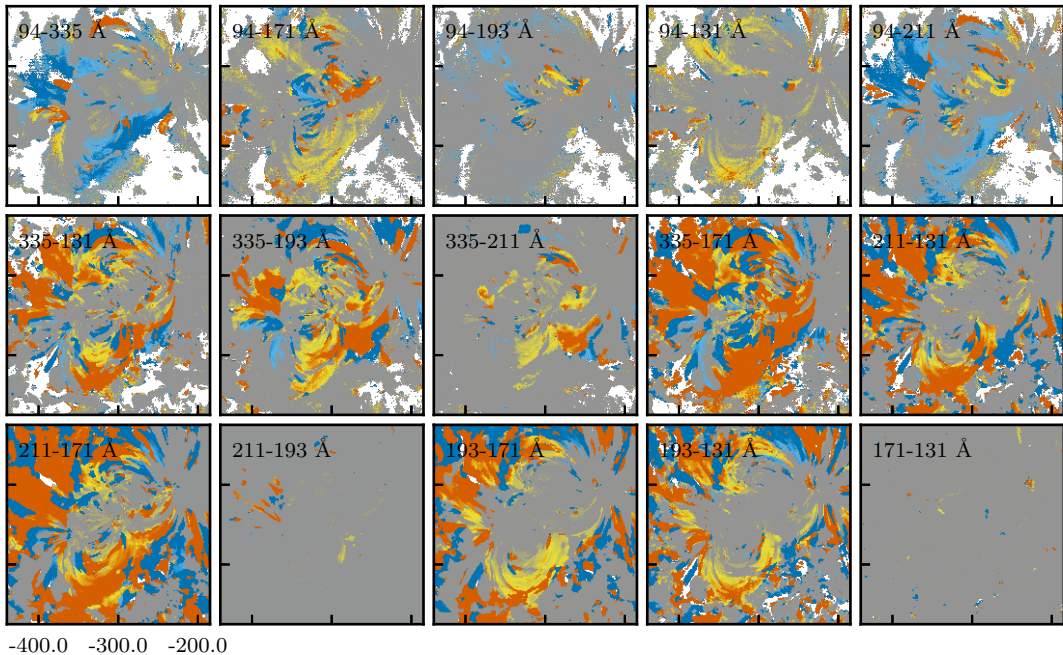 94-335 Å
94-171 Å
94-193 Å
94-131 Å
94-211 Å
335-131 Å
335-193 Å
335-211 Å
335-171 Å
211-131 Å
211-171 Å
211-193 Å
193-171 Å
193-131 Å
171-131 Å
-400.0 -300.0 -200.0